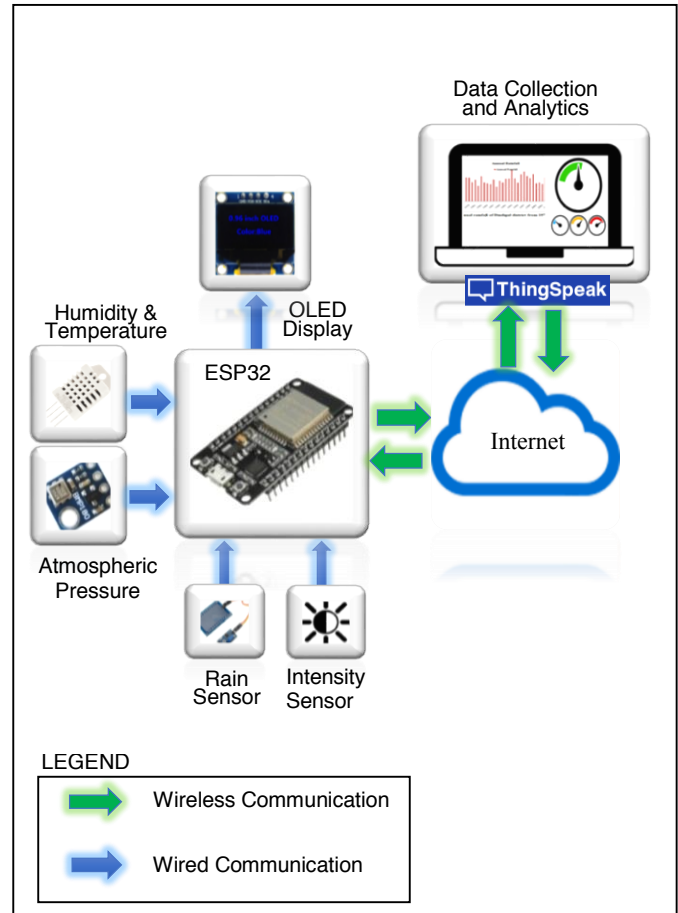 Data Collection
and Analytics
ThingSpeak
Humidity &
Temperature
OLED
Display
ESP32
Internet
Atmospheric
Pressure
Rain
Sensor
Intensity
Sensor
LEGEND
Wireless Communication
Wired Communication